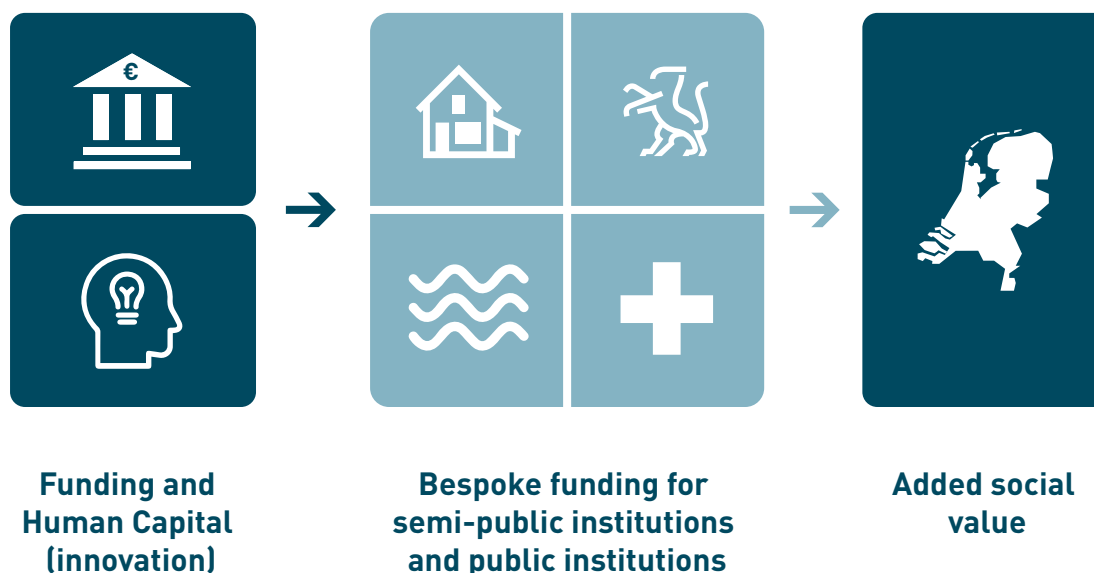 €
Funding and
Human Capital
(innovation)
Bespoke funding for
semi-public institutions
and public institutions
Added social
value